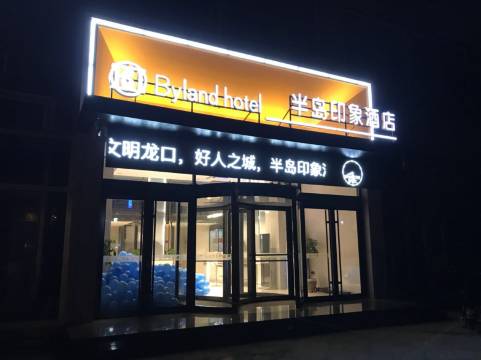 Byland hotel 半岛印象酒店
文明龙口，好人之城，半岛印象